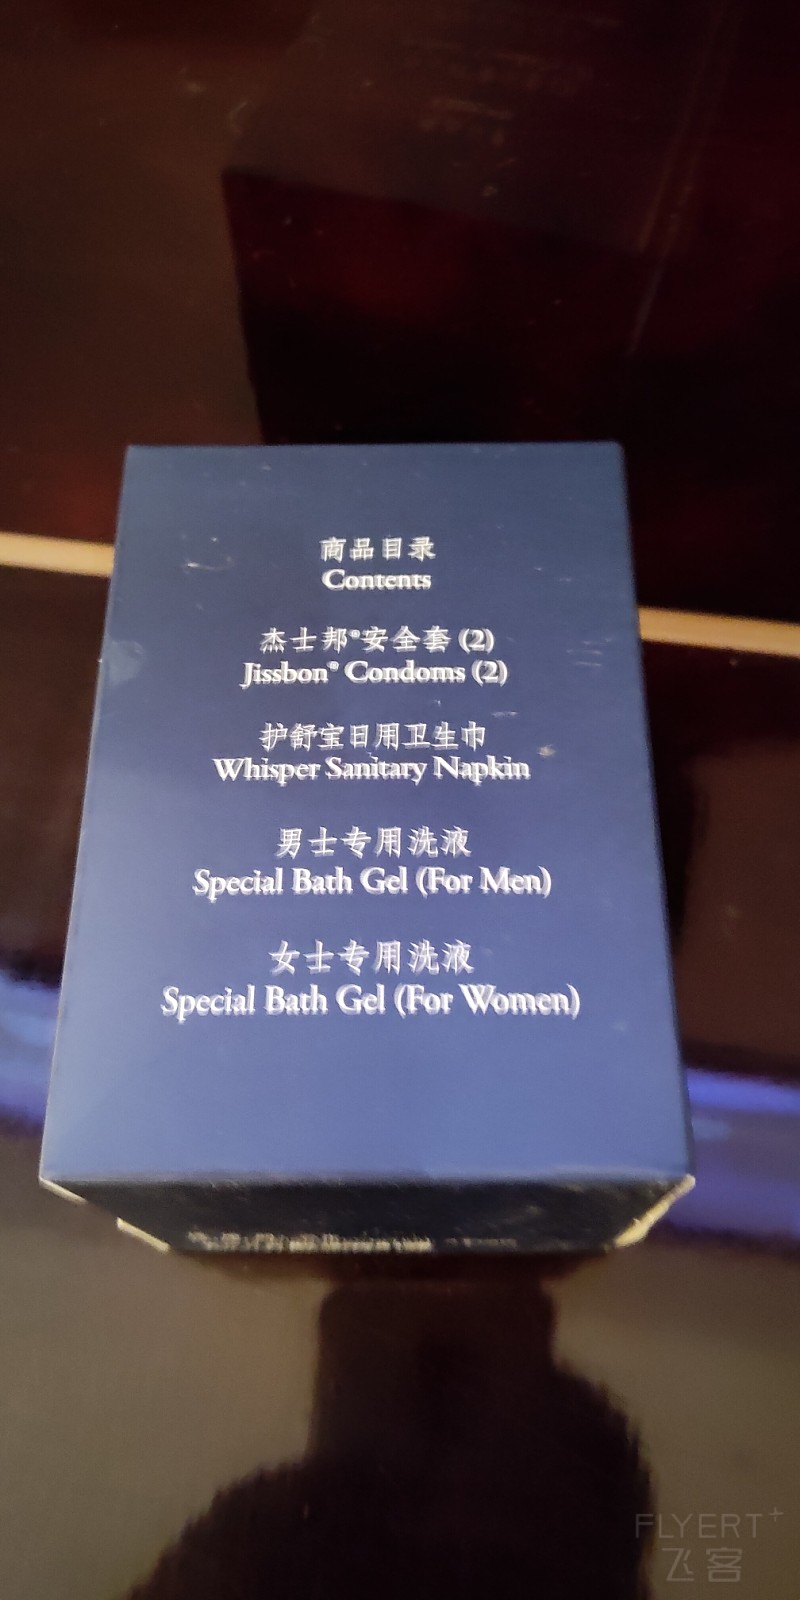 商品目录
Contents
杰士邦®安全套 (2)
Jissbon® Condoms (2)
护舒宝日用卫生巾
Whisper Sanitary Napkin
男士专用洗液
Special Bath Gel (For Men)
女士专用洗液
Special Bath Gel (For Women)
FLYERT+
飞客